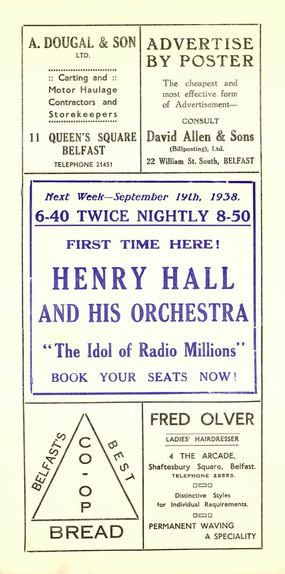 A. DOUGAL & SON
LTD.
:: Carting and ::
Motor Haulage
Contractors and
Storekeepers
11 QUEEN'S SQUARE
BELFAST
TELEPHONE 21451
ADVERTISE
BY POSTER
The cheapest and
most effective form
of Advertisement—
CONSULT
David Allen & Sons
(Billposting), Ltd.
22 William St. South, BELFAST
Next Week—September 19th, 1938.
6-40 TWICE NIGHTLY 8-50
FIRST TIME HERE!
HENRY HALL
AND HIS ORCHESTRA
"The Idol of Radio Millions"
BOOK YOUR SEATS NOW!
BELFAST'S
BEST
CO-OP
BREAD
FRED OLVER
LADIES' HAIRDRESSER
4 THE ARCADE,
Shaftesbury Square, Belfast.
TELEPHONE 23553.
Distinctive Styles
for Individual Requirements.
PERMANENT WAVING
A SPECIALITY